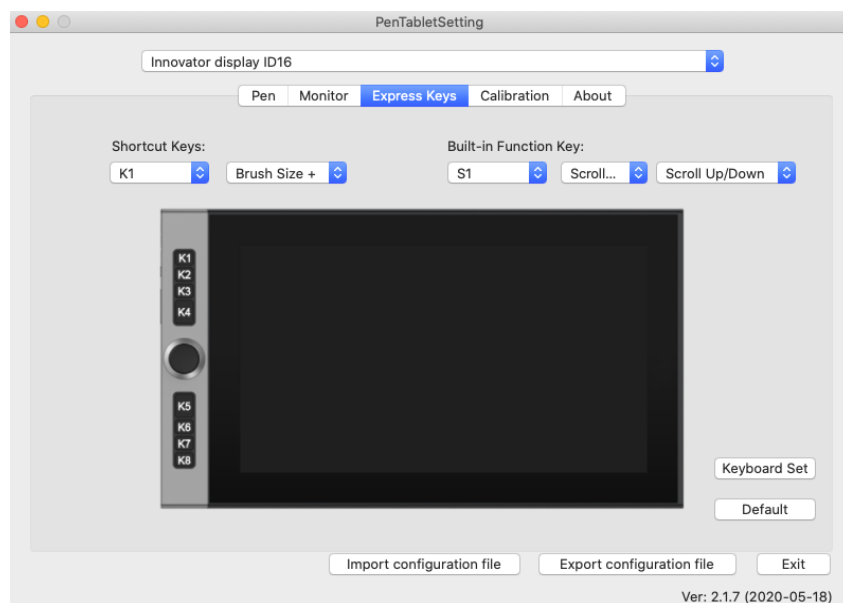 PenTabletSetting
Innovator display ID16
Pen Monitor Express Keys Calibration About
Shortcut Keys: Built-in Function Key:
K1 Brush Size + S1 Scroll... Scroll Up/Down
K1
K2
K3
K4
K5
K6
K7
K8
Keyboard Set
Default
Import configuration file Export configuration file Exit
Ver: 2.1.7 (2020-05-18)